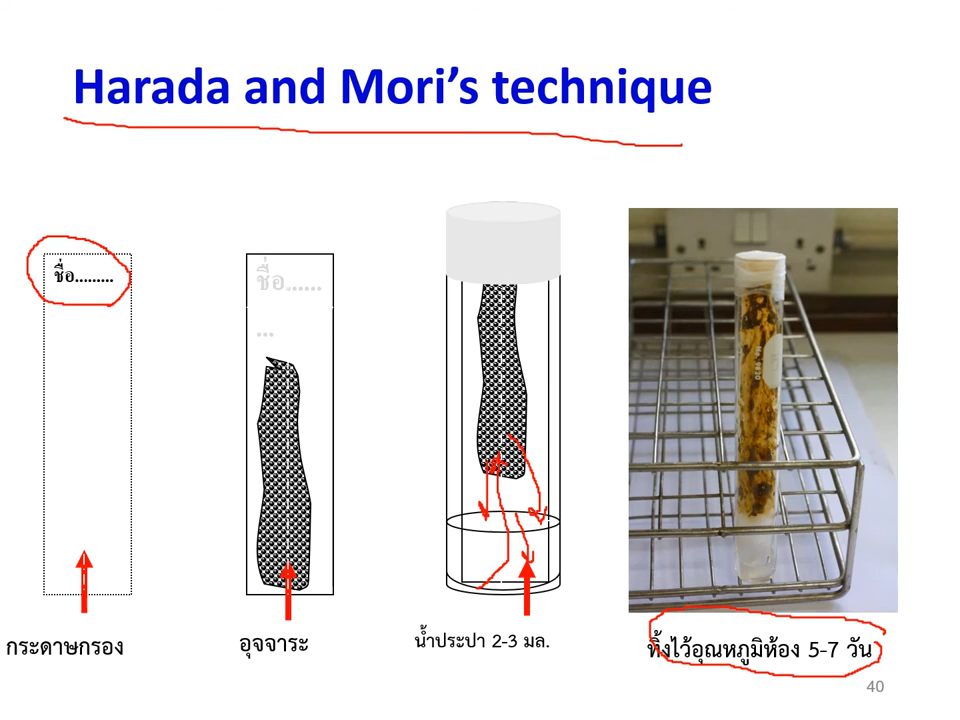 Harada and Mori's technique
ชื่อ.........
ชื่อ......
...
กระดาษกรอง
อุจจาระ
น้ำประปา 2-3 มล.
ทิ้งไว้อุณหภูมิห้อง 5-7 วัน
40